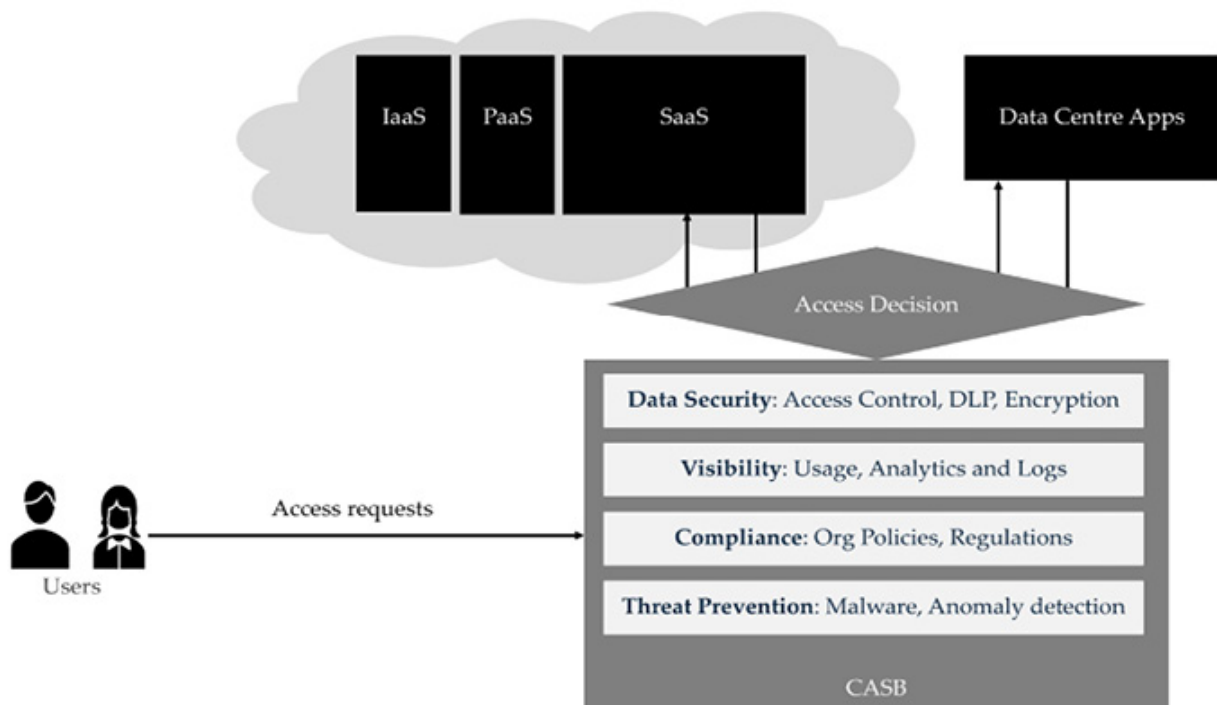 IaaS
PaaS
SaaS
Data Centre Apps
Access Decision
Data Security: Access Control, DLP, Encryption
Visibility: Usage, Analytics and Logs
Access requests
Compliance: Org Policies, Regulations
Users
Threat Prevention: Malware, Anomaly detection
CASB